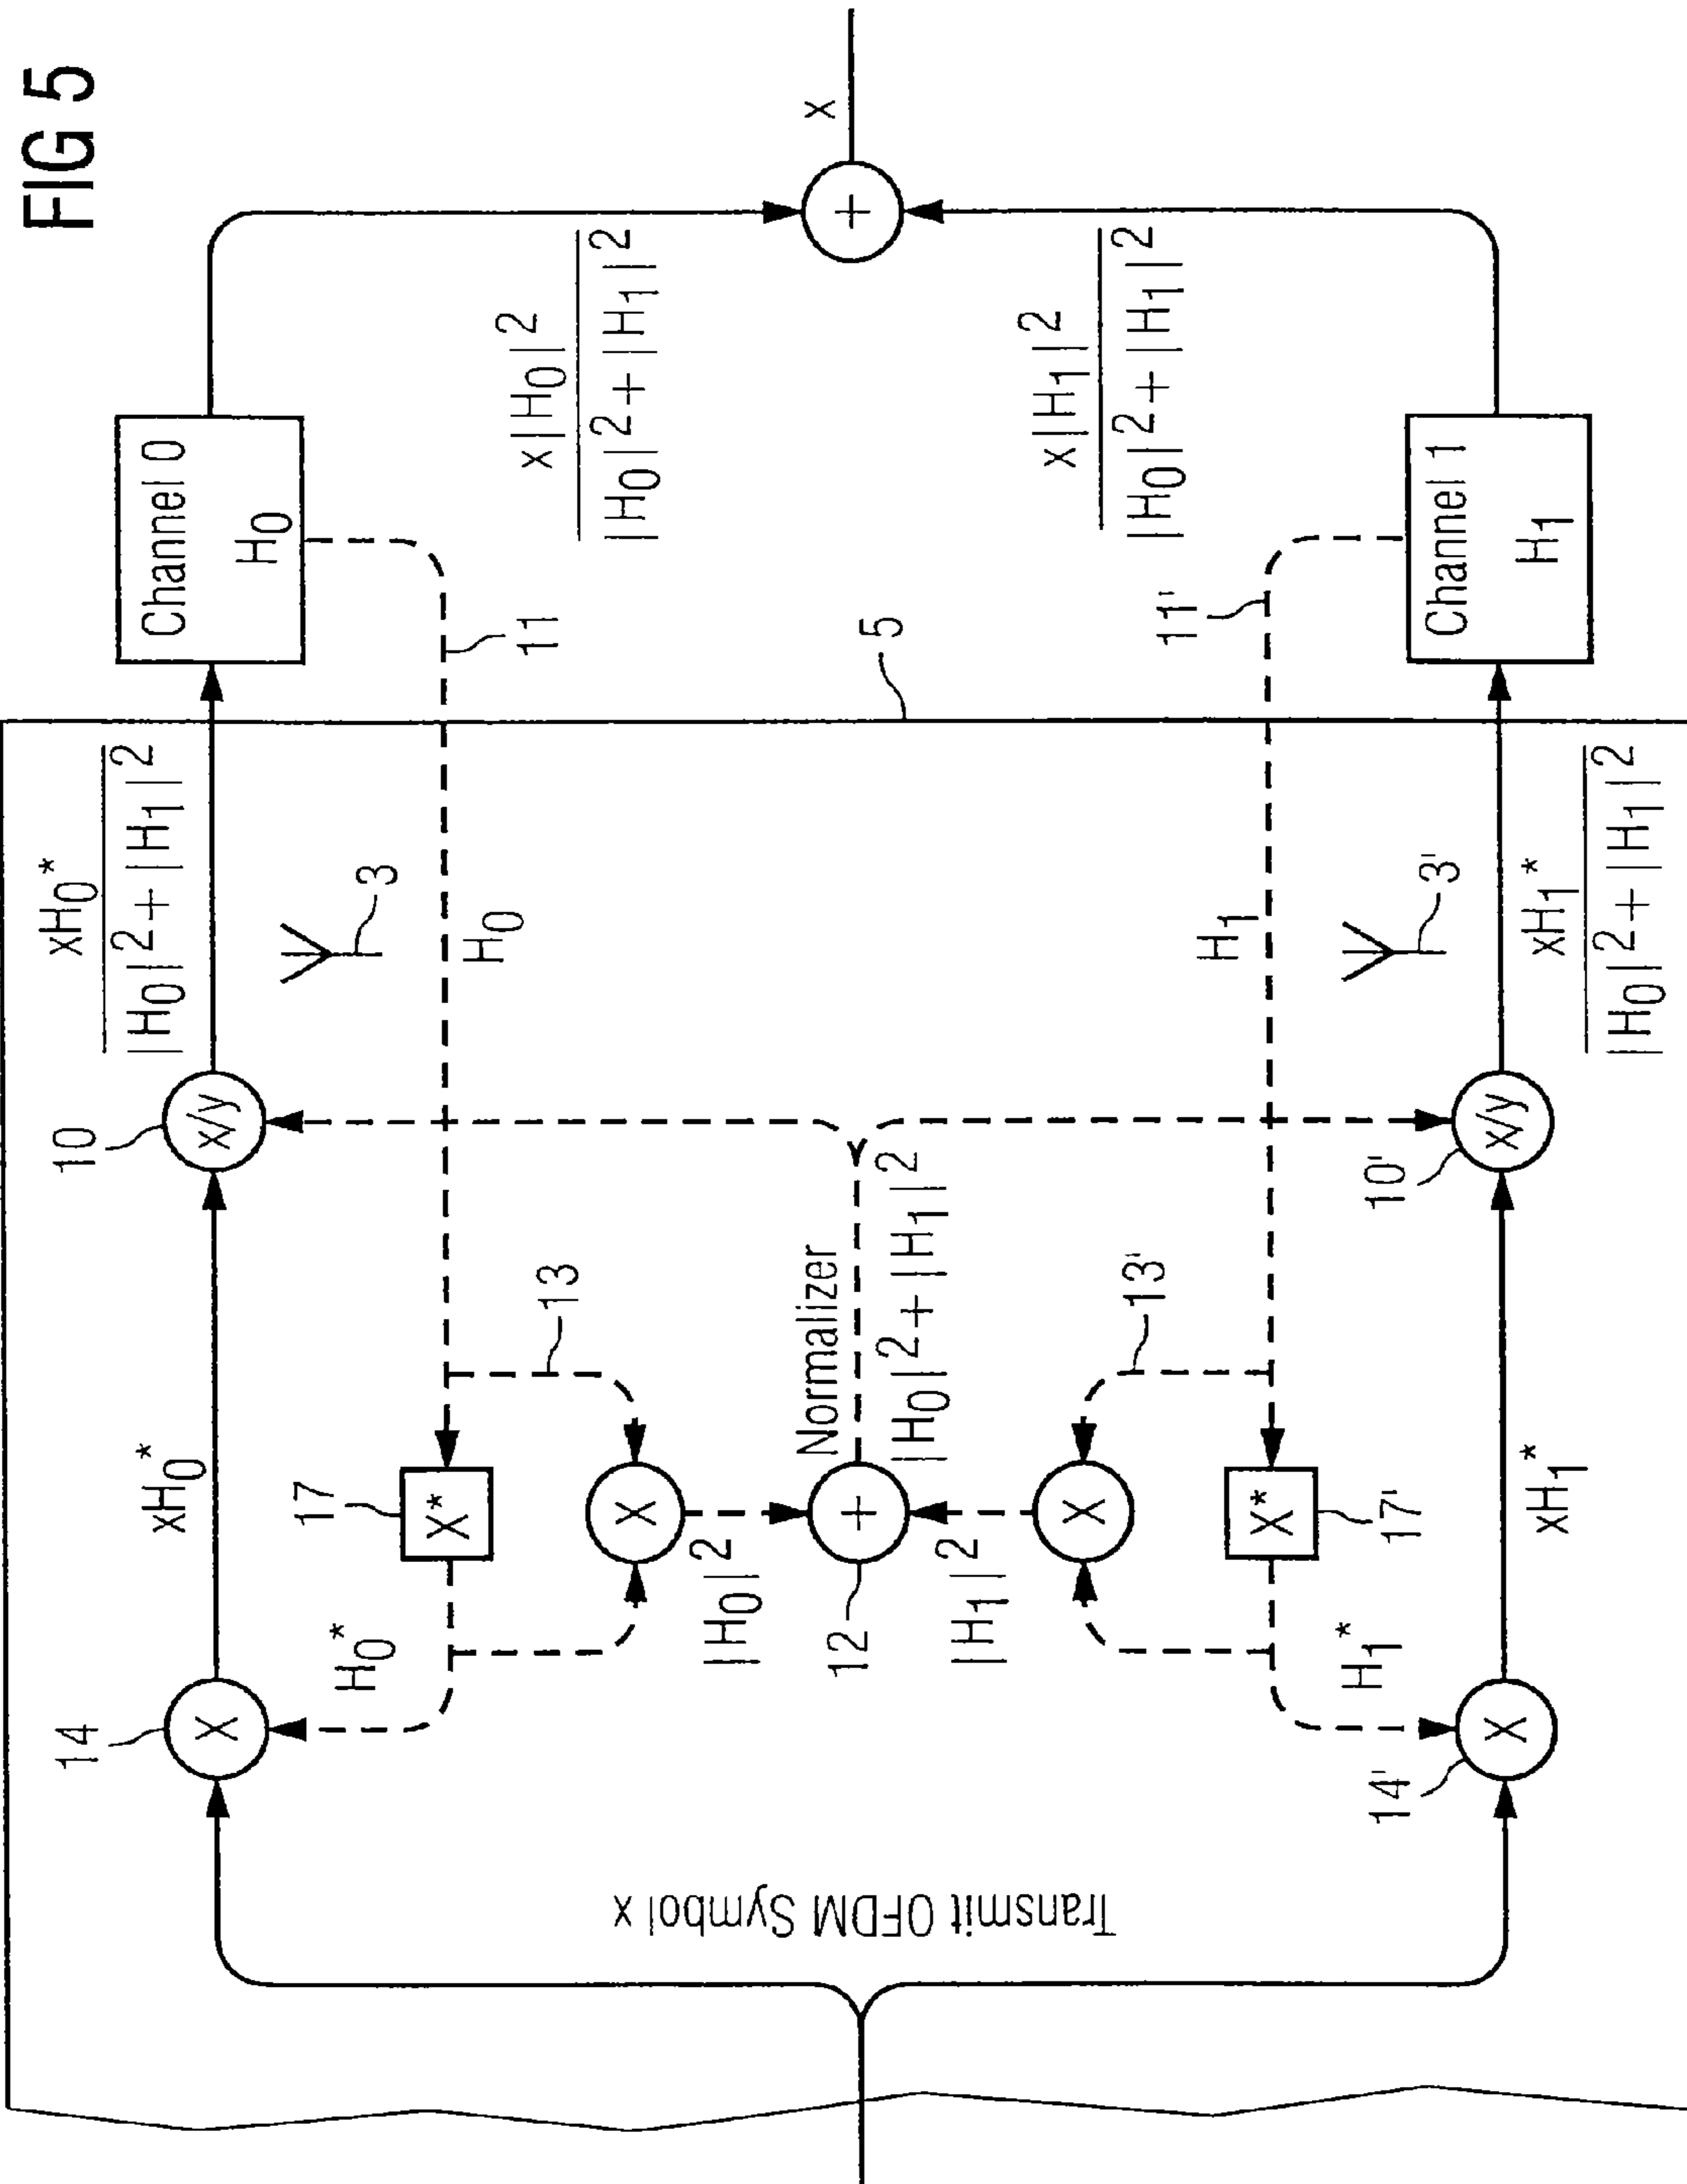 FIG 5
14
X
xH0*
10
x/y
xH0*
|H0|²+|H1|²
Channel 0
H0
H0*
17
X*
13
3
H0
11
X
|H0|²
x|H0|²
|H0|²+|H1|²
Transmit OFDM Symbol x
12
+
Normalizer
|H0|²+|H1|²
5
+
x
|H1|²
X
13'
H1
11'
x|H1|²
|H0|²+|H1|²
H1*
X*
17'
3'
14'
X
xH1*
10'
x/y
xH1*
|H0|²+|H1|²
Channel 1
H1